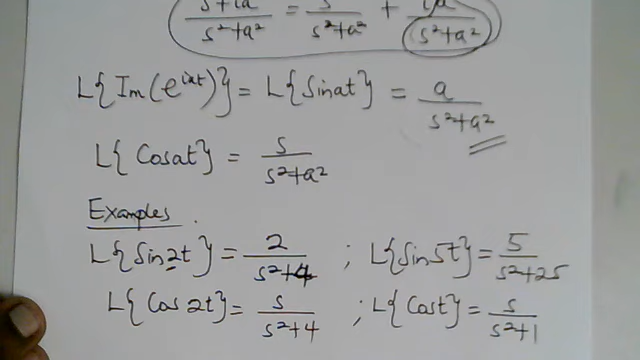 s+ia/s²+a² = s/s²+a² + ia/s²+a²
L{Im(e^iat)} = L{Sinat} = a/s²+a²
L{Cosat} = s/s²+a²
Examples.
L{Sin2t} = 2/s²+4 ; L{Sin5t} = 5/s²+25
L{Cos2t} = s/s²+4 ; L{Cost} = s/s²+1